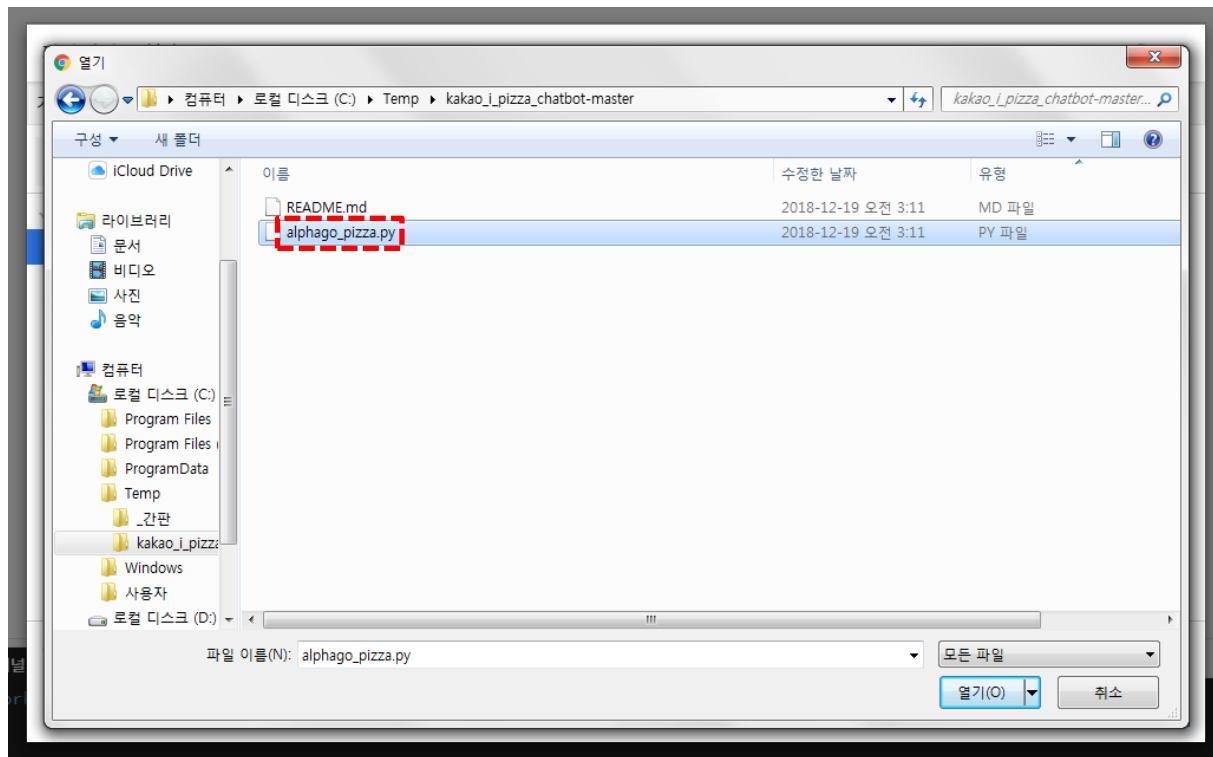 열기
컴퓨터 ▸ 로컬 디스크 (C:) ▸ Temp ▸ kakao_i_pizza_chatbot-master
kakao_i_pizza_chatbot-master...
구성 새 폴더
iCloud Drive
라이브러리
문서
비디오
사진
음악
컴퓨터
로컬 디스크 (C:)
Program Files
Program Files (
ProgramData
Temp
_간판
kakao_i_pizza
Windows
사용자
로컬 디스크 (D:)
이름 수정한 날짜 유형
README.md 2018-12-19 오전 3:11 MD 파일
alphago_pizza.py 2018-12-19 오전 3:11 PY 파일
파일 이름(N): alphago_pizza.py 모든 파일
열기(O) 취소